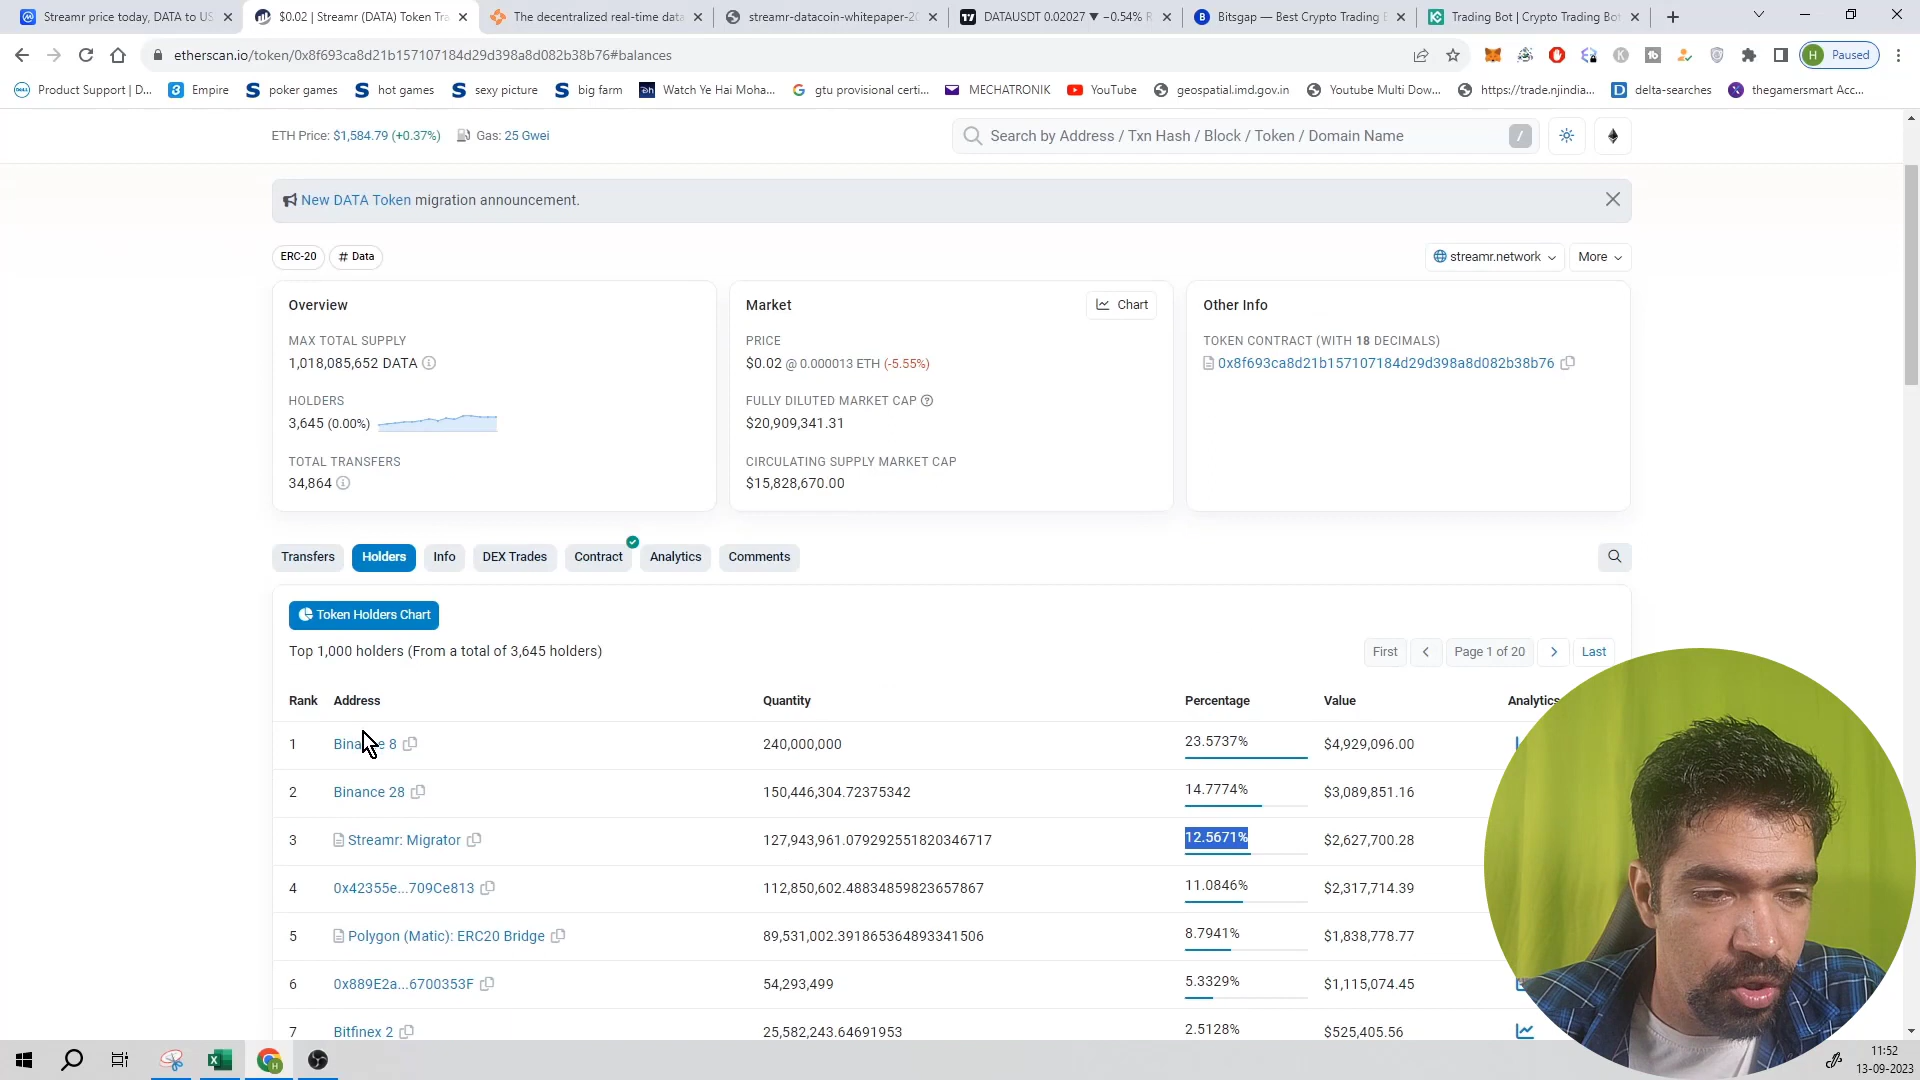 Streamr price today, DATA to US
$0.02 | Streamr (DATA) Token Tra
The decentralized real-time data
streamr-datacoin-whitepaper-20
DATAUSDT 0.02027 ▼ −0.54% R
Bitsgap — Best Crypto Trading B
Trading Bot | Crypto Trading Bot
etherscan.io/token/0x8f693ca8d21b157107184d29d398a8d082b38b76#balances
H Paused
Product Support | D...
Empire
poker games
hot games
sexy picture
big farm
Watch Ye Hai Moha...
gtu provisional certi...
MECHATRONIK
YouTube
geospatial.imd.gov.in
Youtube Multi Dow...
https://trade.njindia...
delta-searches
thegamersmart Acc...
ETH Price: $1,584.79 (+0.37%)
Gas: 25 Gwei
Search by Address / Txn Hash / Block / Token / Domain Name
/
New DATA Token migration announcement.
ERC-20
# Data
streamr.network
More
Overview
MAX TOTAL SUPPLY
1,018,085,652 DATA
HOLDERS
3,645 (0.00%)
TOTAL TRANSFERS
34,864
Market
Chart
PRICE
$0.02 @ 0.000013 ETH (-5.55%)
FULLY DILUTED MARKET CAP
$20,909,341.31
CIRCULATING SUPPLY MARKET CAP
$15,828,670.00
Other Info
TOKEN CONTRACT (WITH 18 DECIMALS)
0x8f693ca8d21b157107184d29d398a8d082b38b76
Transfers
Holders
Info
DEX Trades
Contract
Analytics
Comments
Token Holders Chart
Top 1,000 holders (From a total of 3,645 holders)
First
Page 1 of 20
Last
Rank Address Quantity Percentage Value Analytics
1 Binance 8 240,000,000 23.5737% $4,929,096.00
2 Binance 28 150,446,304.72375342 14.7774% $3,089,851.16
3 Streamr: Migrator 127,943,961.079292551820346717 12.5671% $2,627,700.28
4 0x42355e...709Ce813 112,850,602.48834859823657867 11.0846% $2,317,714.39
5 Polygon (Matic): ERC20 Bridge 89,531,002.391865364893341506 8.7941% $1,838,778.77
6 0x889E2a...6700353F 54,293,499 5.3329% $1,115,074.45
7 Bitfinex 2 25,582,243.64691953 2.5128% $525,405.56
11:52
13-09-2023